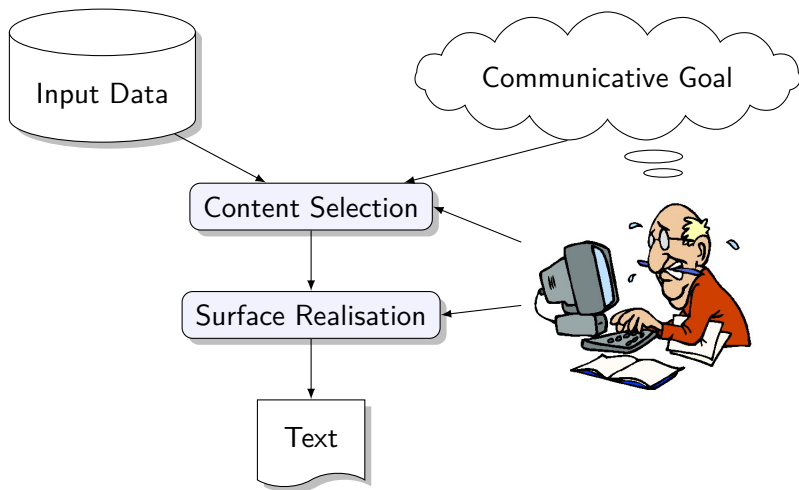 Input Data
Communicative Goal
Content Selection
Surface Realisation
Text